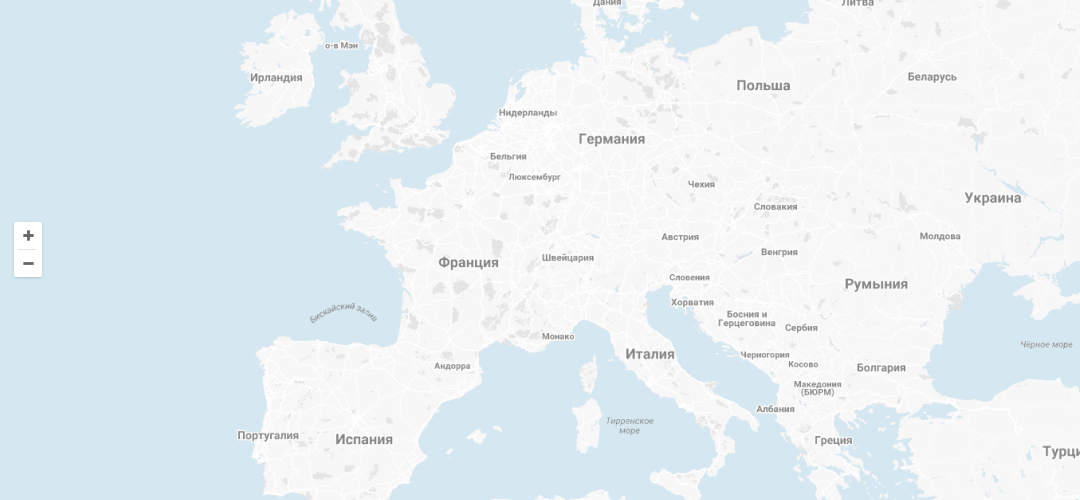 Дания
Литва
о-в Мэн
Ирландия
Беларусь
Польша
Нидерланды
Германия
Бельгия
Люксембург
Чехия
Украина
Словакия
Молдова
Австрия
Венгрия
Швейцария
Франция
Словения
Румыния
Хорватия
Бискайский залив
Босния и
Герцеговина
Сербия
Монако
Чёрное море
Италия
Черногория
Косово
Андорра
Болгария
Македония
(БЮРМ)
Албания
Тирренское
море
Португалия
Испания
Греция
Турци